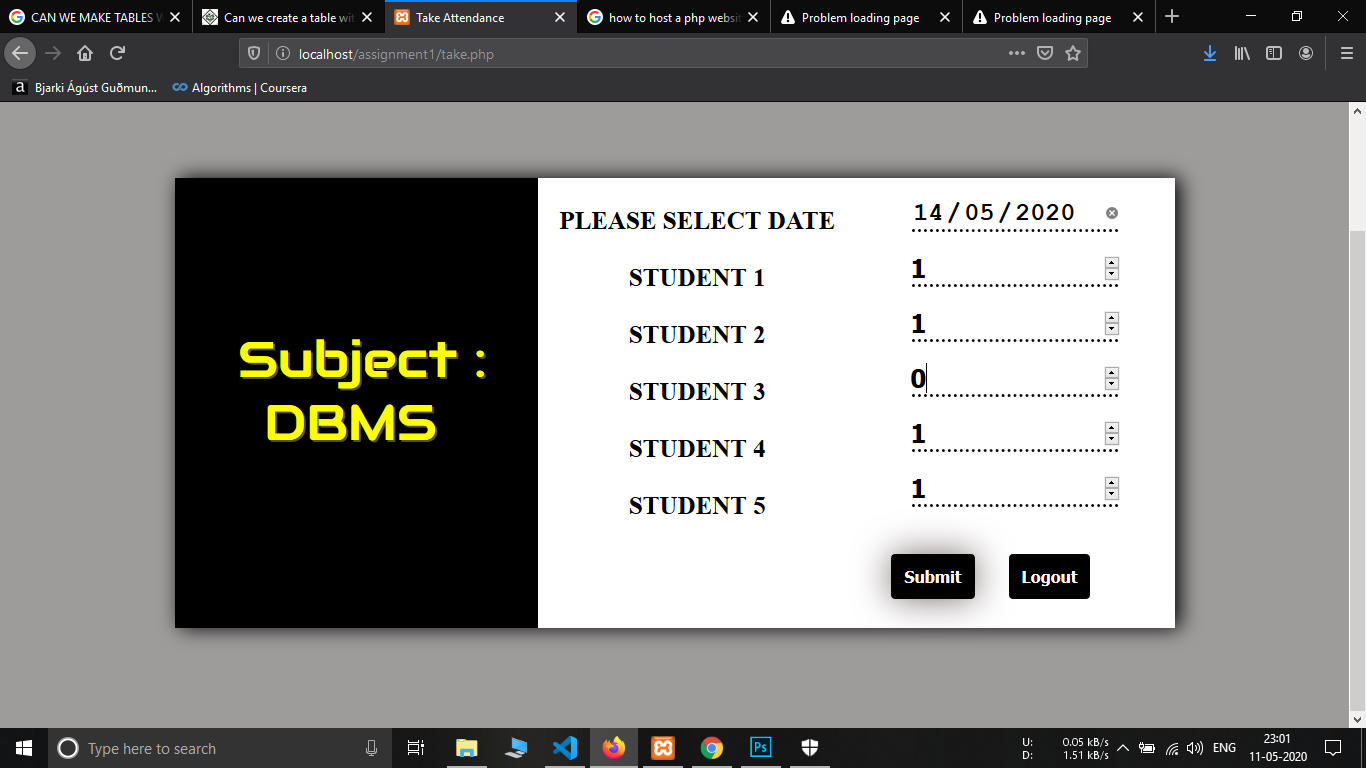 CAN WE MAKE TABLES W
Can we create a table wit
Take Attendance
how to host a php websi
Problem loading page
Problem loading page
localhost/assignment1/take.php
a Bjarki Ágúst Guðmun...
Algorithms | Coursera
Subject :
DBMS
PLEASE SELECT DATE 14/05/2020
STUDENT 1 1
STUDENT 2 1
STUDENT 3 0
STUDENT 4 1
STUDENT 5 1
Submit Logout
Type here to search
Ps
U: 0.05 kB/s
D: 1.51 kB/s
ENG
23:01
11-05-2020